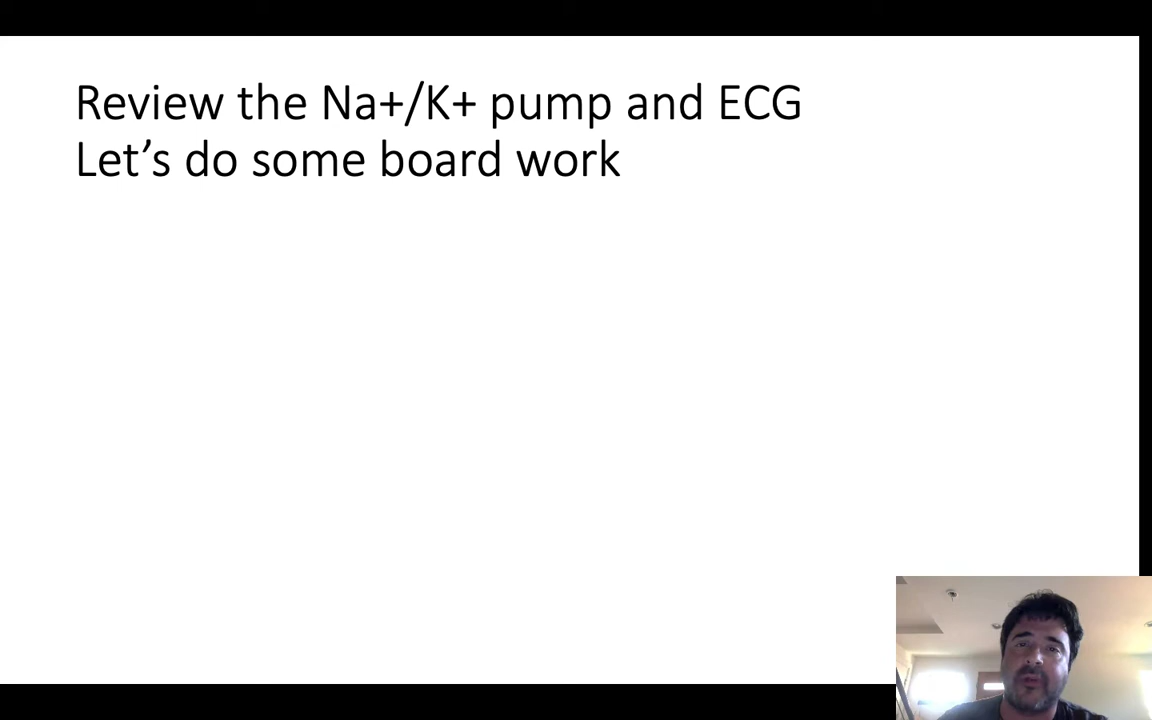 Review the Na+/K+ pump and ECG
Let’s do some board work